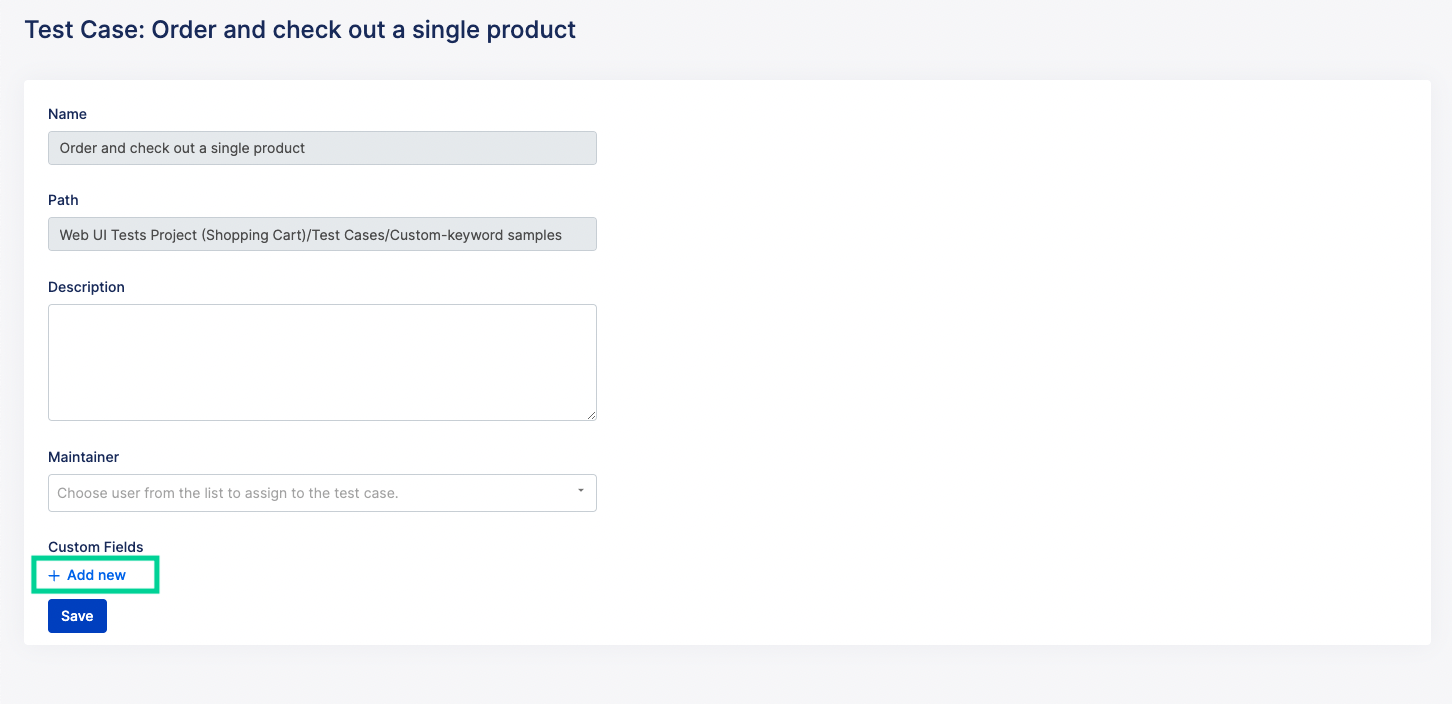 Test Case: Order and check out a single product
Name
Order and check out a single product
Path
Web UI Tests Project (Shopping Cart)/Test Cases/Custom-keyword samples
Description
Maintainer
Choose user from the list to assign to the test case.
Custom Fields
+ Add new
Save